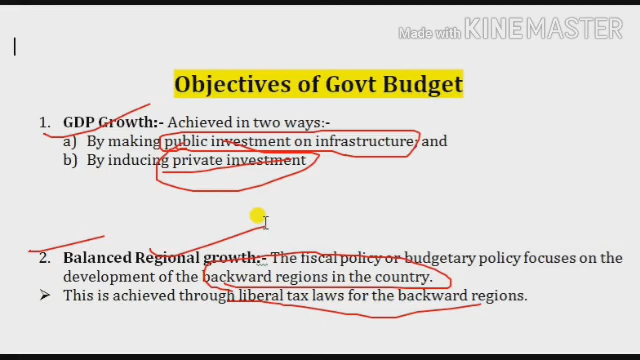 Made with KINEMASTER
Objectives of Govt Budget
1. GDP Growth:- Achieved in two ways:-
a) By making public investment on infrastructure; and
b) By inducing private investment
2. Balanced Regional growth:- The fiscal policy or budgetary policy focuses on the
development of the backward regions in the country.
➤ This is achieved through liberal tax laws for the backward regions.